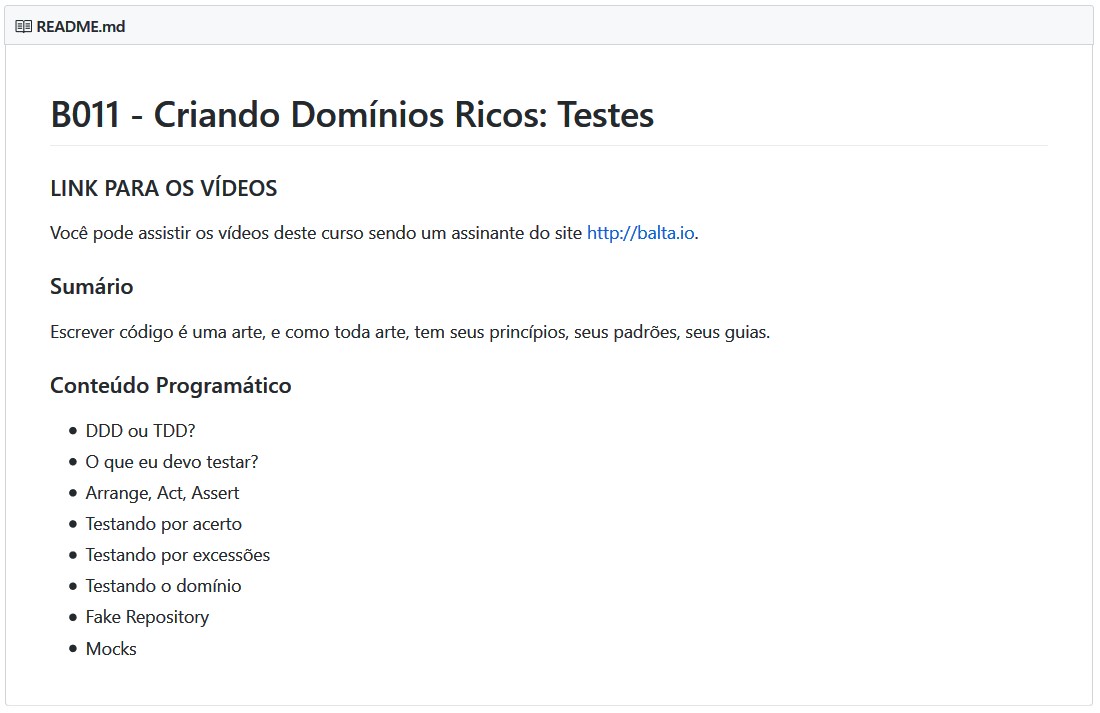 README.md
B011 - Criando Domínios Ricos: Testes
LINK PARA OS VÍDEOS
Você pode assistir os vídeos deste curso sendo um assinante do site http://balta.io.
Sumário
Escrever código é uma arte, e como toda arte, tem seus princípios, seus padrões, seus guias.
Conteúdo Programático
• DDD ou TDD?
• O que eu devo testar?
• Arrange, Act, Assert
• Testando por acerto
• Testando por excessões
• Testando o domínio
• Fake Repository
• Mocks